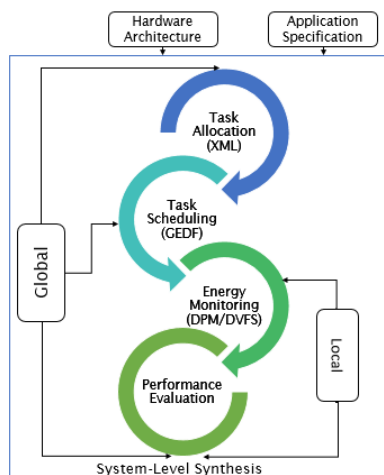 Hardware
Architecture
Application
Specification
Task
Allocation
(XML)
Task
Scheduling
(GEDF)
Global
Energy
Monitoring
(DPM/DVFS)
Local
Performance
Evaluation
System-Level Synthesis